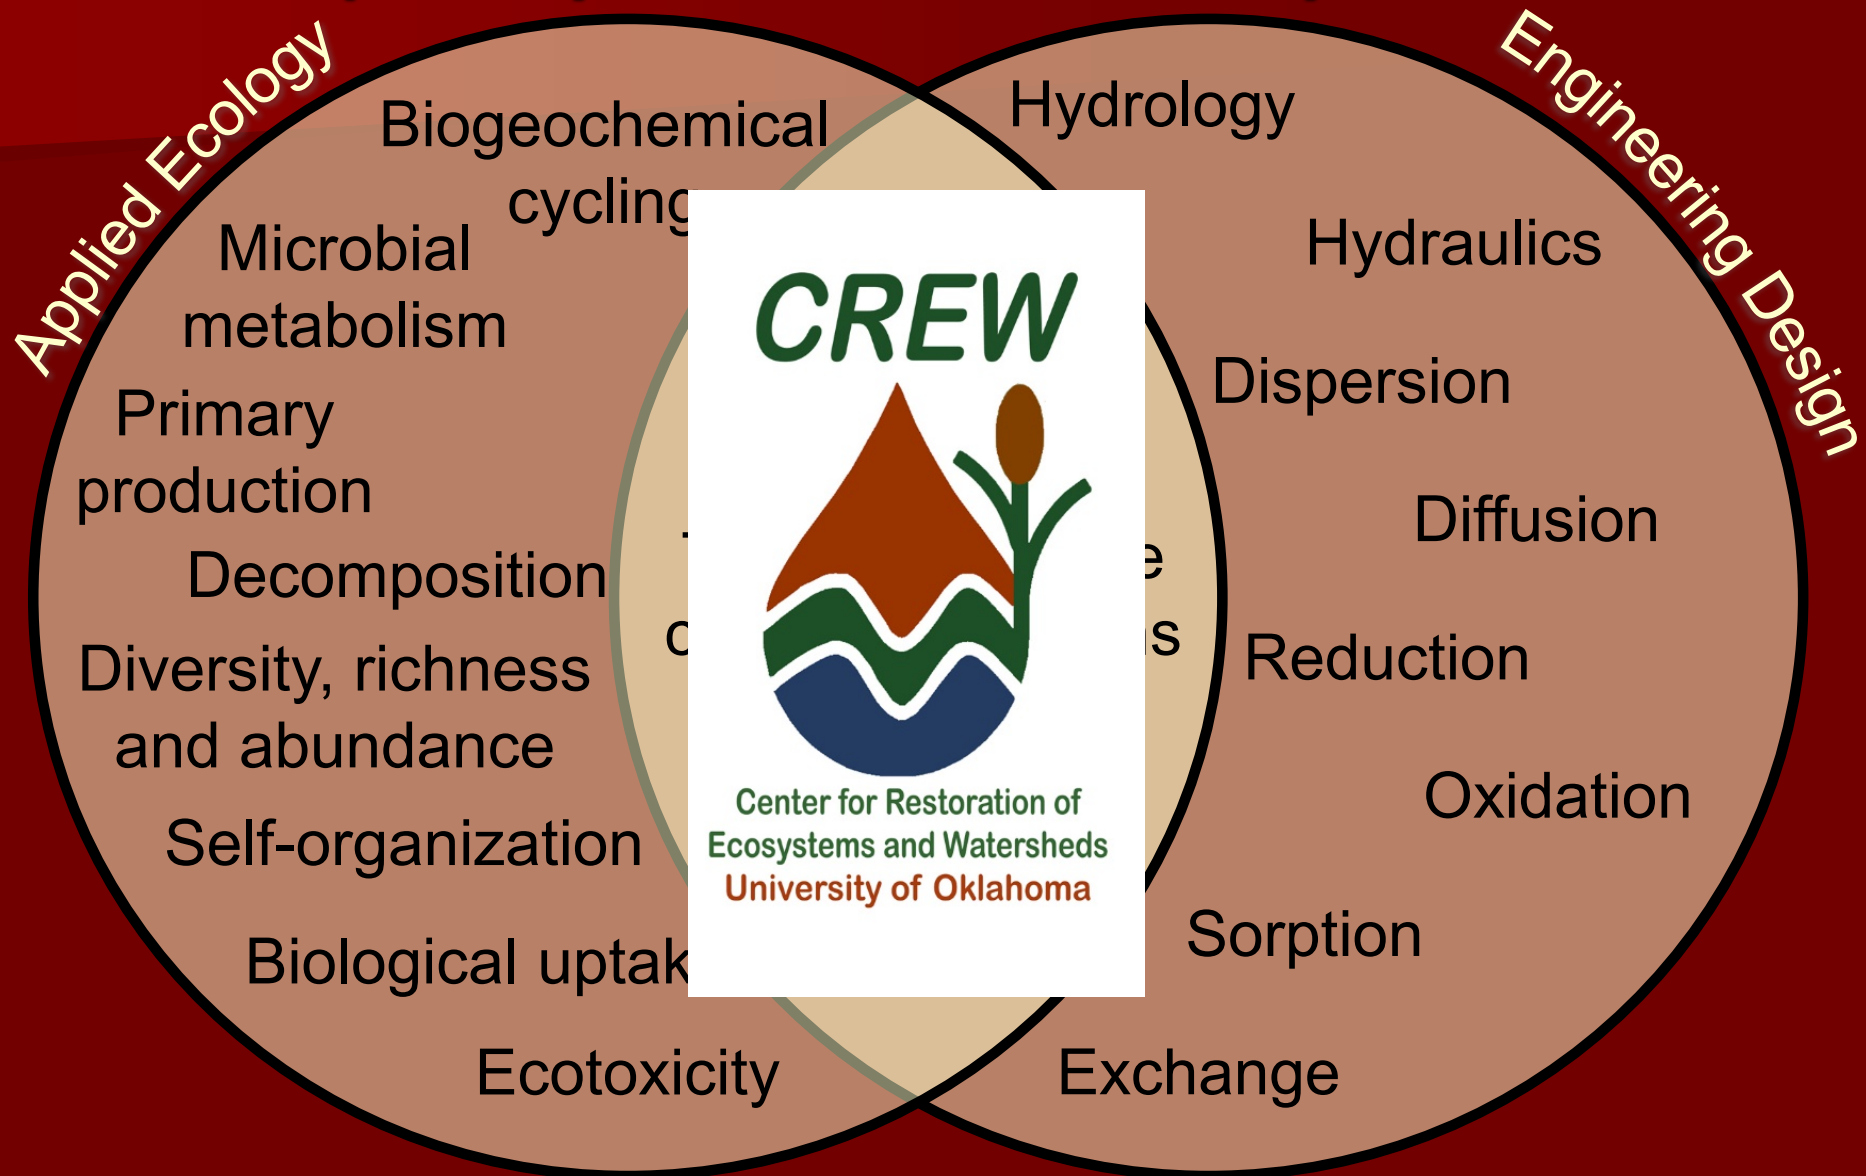 Applied Ecology
Biogeochemical
cycling
Microbial
metabolism
Primary
production
Decomposition
Diversity, richness
and abundance
Self-organization
Biological uptak
Ecotoxicity
CREW
Center for Restoration of
Ecosystems and Watersheds
University of Oklahoma
Engineering Design
Hydrology
Hydraulics
Dispersion
Diffusion
Reduction
Oxidation
Sorption
Exchange